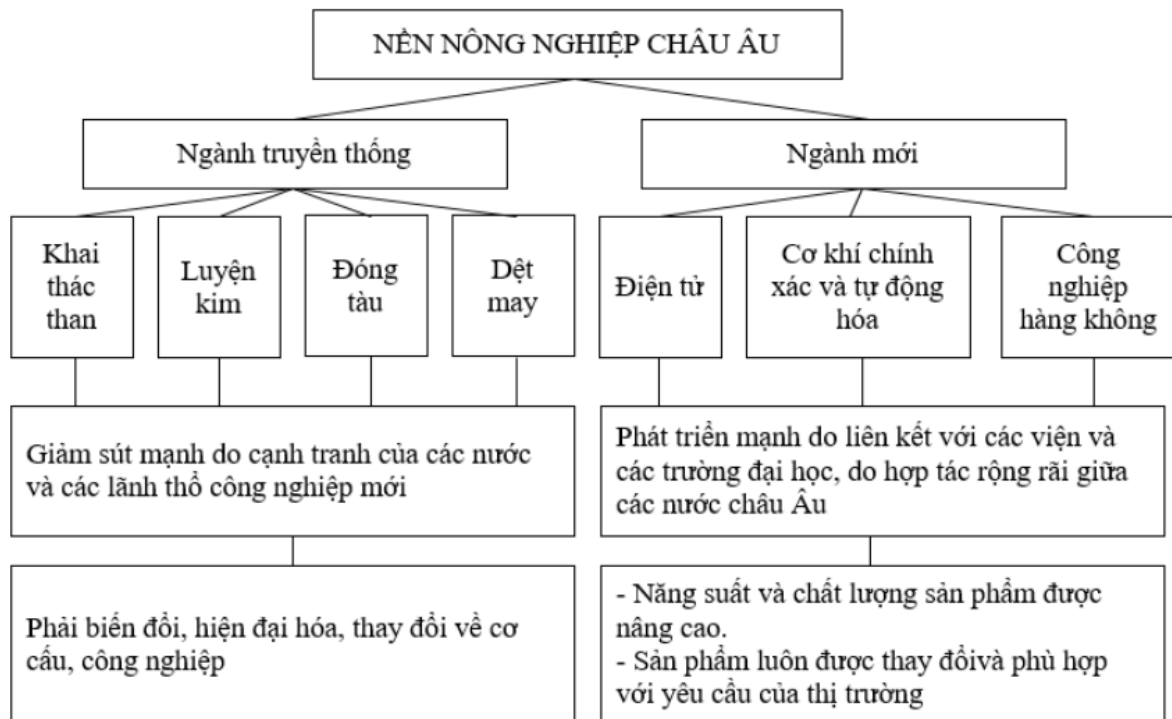 NỀN NÔNG NGHIỆP CHÂU ÂU
Ngành truyền thống
Ngành mới
Khai
thác
than
Luyện
kim
Đóng
tàu
Dệt
may
Điện tử
Cơ khí chính
xác và tự động
hóa
Công
nghiệp
hàng không
Giảm sút mạnh do cạnh tranh của các nước
và các lãnh thổ công nghiệp mới
Phát triển mạnh do liên kết với các viện và
các trường đại học, do hợp tác rộng rãi giữa
các nước châu Âu
Phải biến đổi, hiện đại hóa, thay đổi về cơ
cấu, công nghiệp
- Năng suất và chất lượng sản phẩm được
nâng cao.
- Sản phẩm luôn được thay đổivà phù hợp
với yêu cầu của thị trường